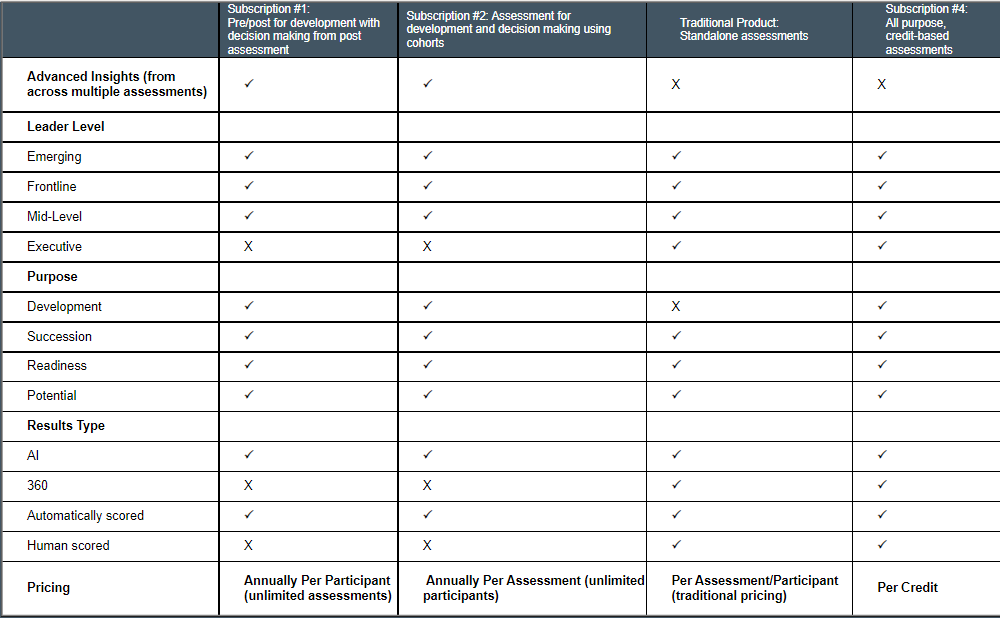 Subscription #1:
Pre/post for development with
decision making from post
assessment
Subscription #2: Assessment for
development and decision making using
cohorts
Traditional Product:
Standalone assessments
Subscription #4:
All purpose,
credit-based
assessments
Advanced Insights (from
across multiple assessments)
✓ ✓ X X
Leader Level
Emerging ✓ ✓ ✓ ✓
Frontline ✓ ✓ ✓ ✓
Mid-Level ✓ ✓ ✓ ✓
Executive X X ✓ ✓
Purpose
Development ✓ ✓ X ✓
Succession ✓ ✓ ✓ ✓
Readiness ✓ ✓ ✓ ✓
Potential ✓ ✓ ✓ ✓
Results Type
AI ✓ ✓ ✓ ✓
360 X X ✓ ✓
Automatically scored ✓ ✓ ✓ ✓
Human scored X X ✓ ✓
Pricing
Annually Per Participant
(unlimited assessments)
Annually Per Assessment (unlimited
participants)
Per Assessment/Participant
(traditional pricing)
Per Credit